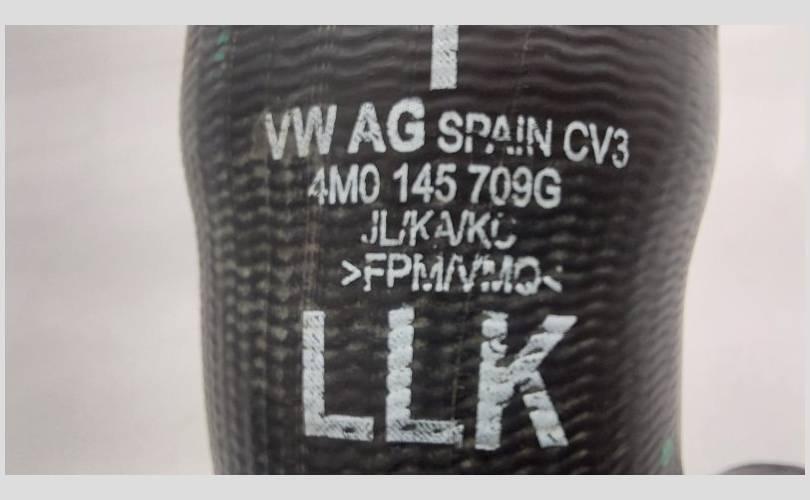 VW AG SPAIN CV3
4M0 145 709G
JL/KA/KC
>FPM/VMQ<
LLK